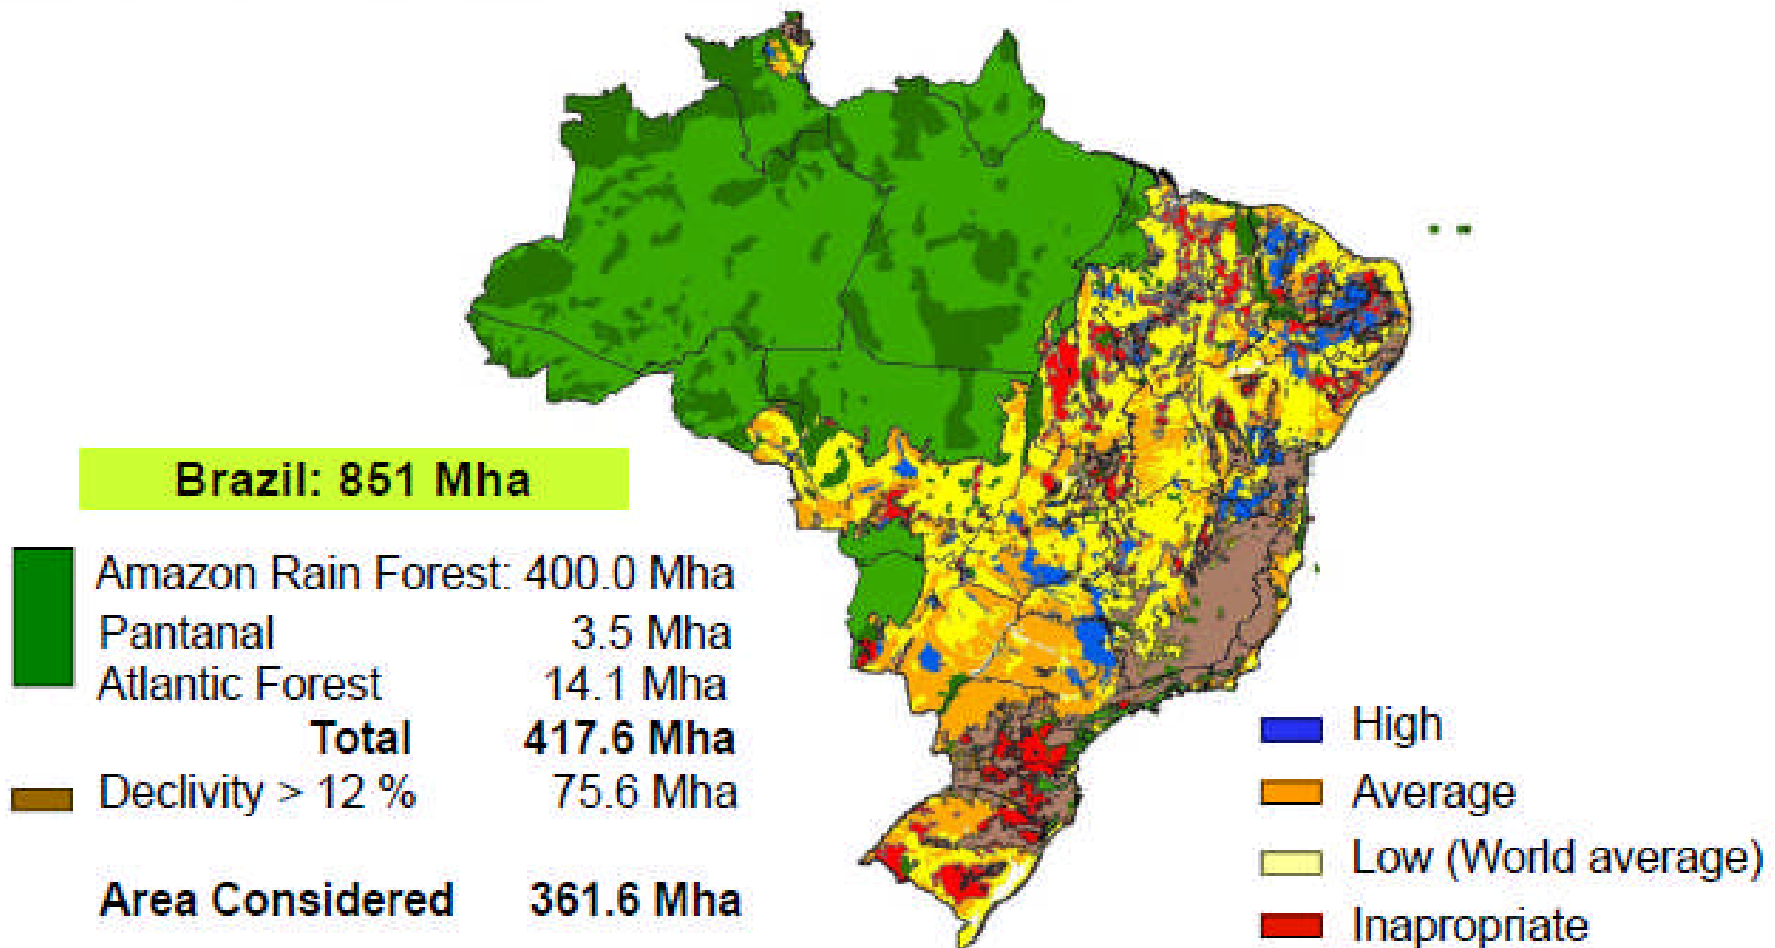 Brazil: 851 Mha
Amazon Rain Forest: 400.0 Mha
Pantanal 3.5 Mha
Atlantic Forest 14.1 Mha
Total 417.6 Mha
Declivity > 12 % 75.6 Mha
Area Considered 361.6 Mha
High
Average
Low (World average)
Inapropriate